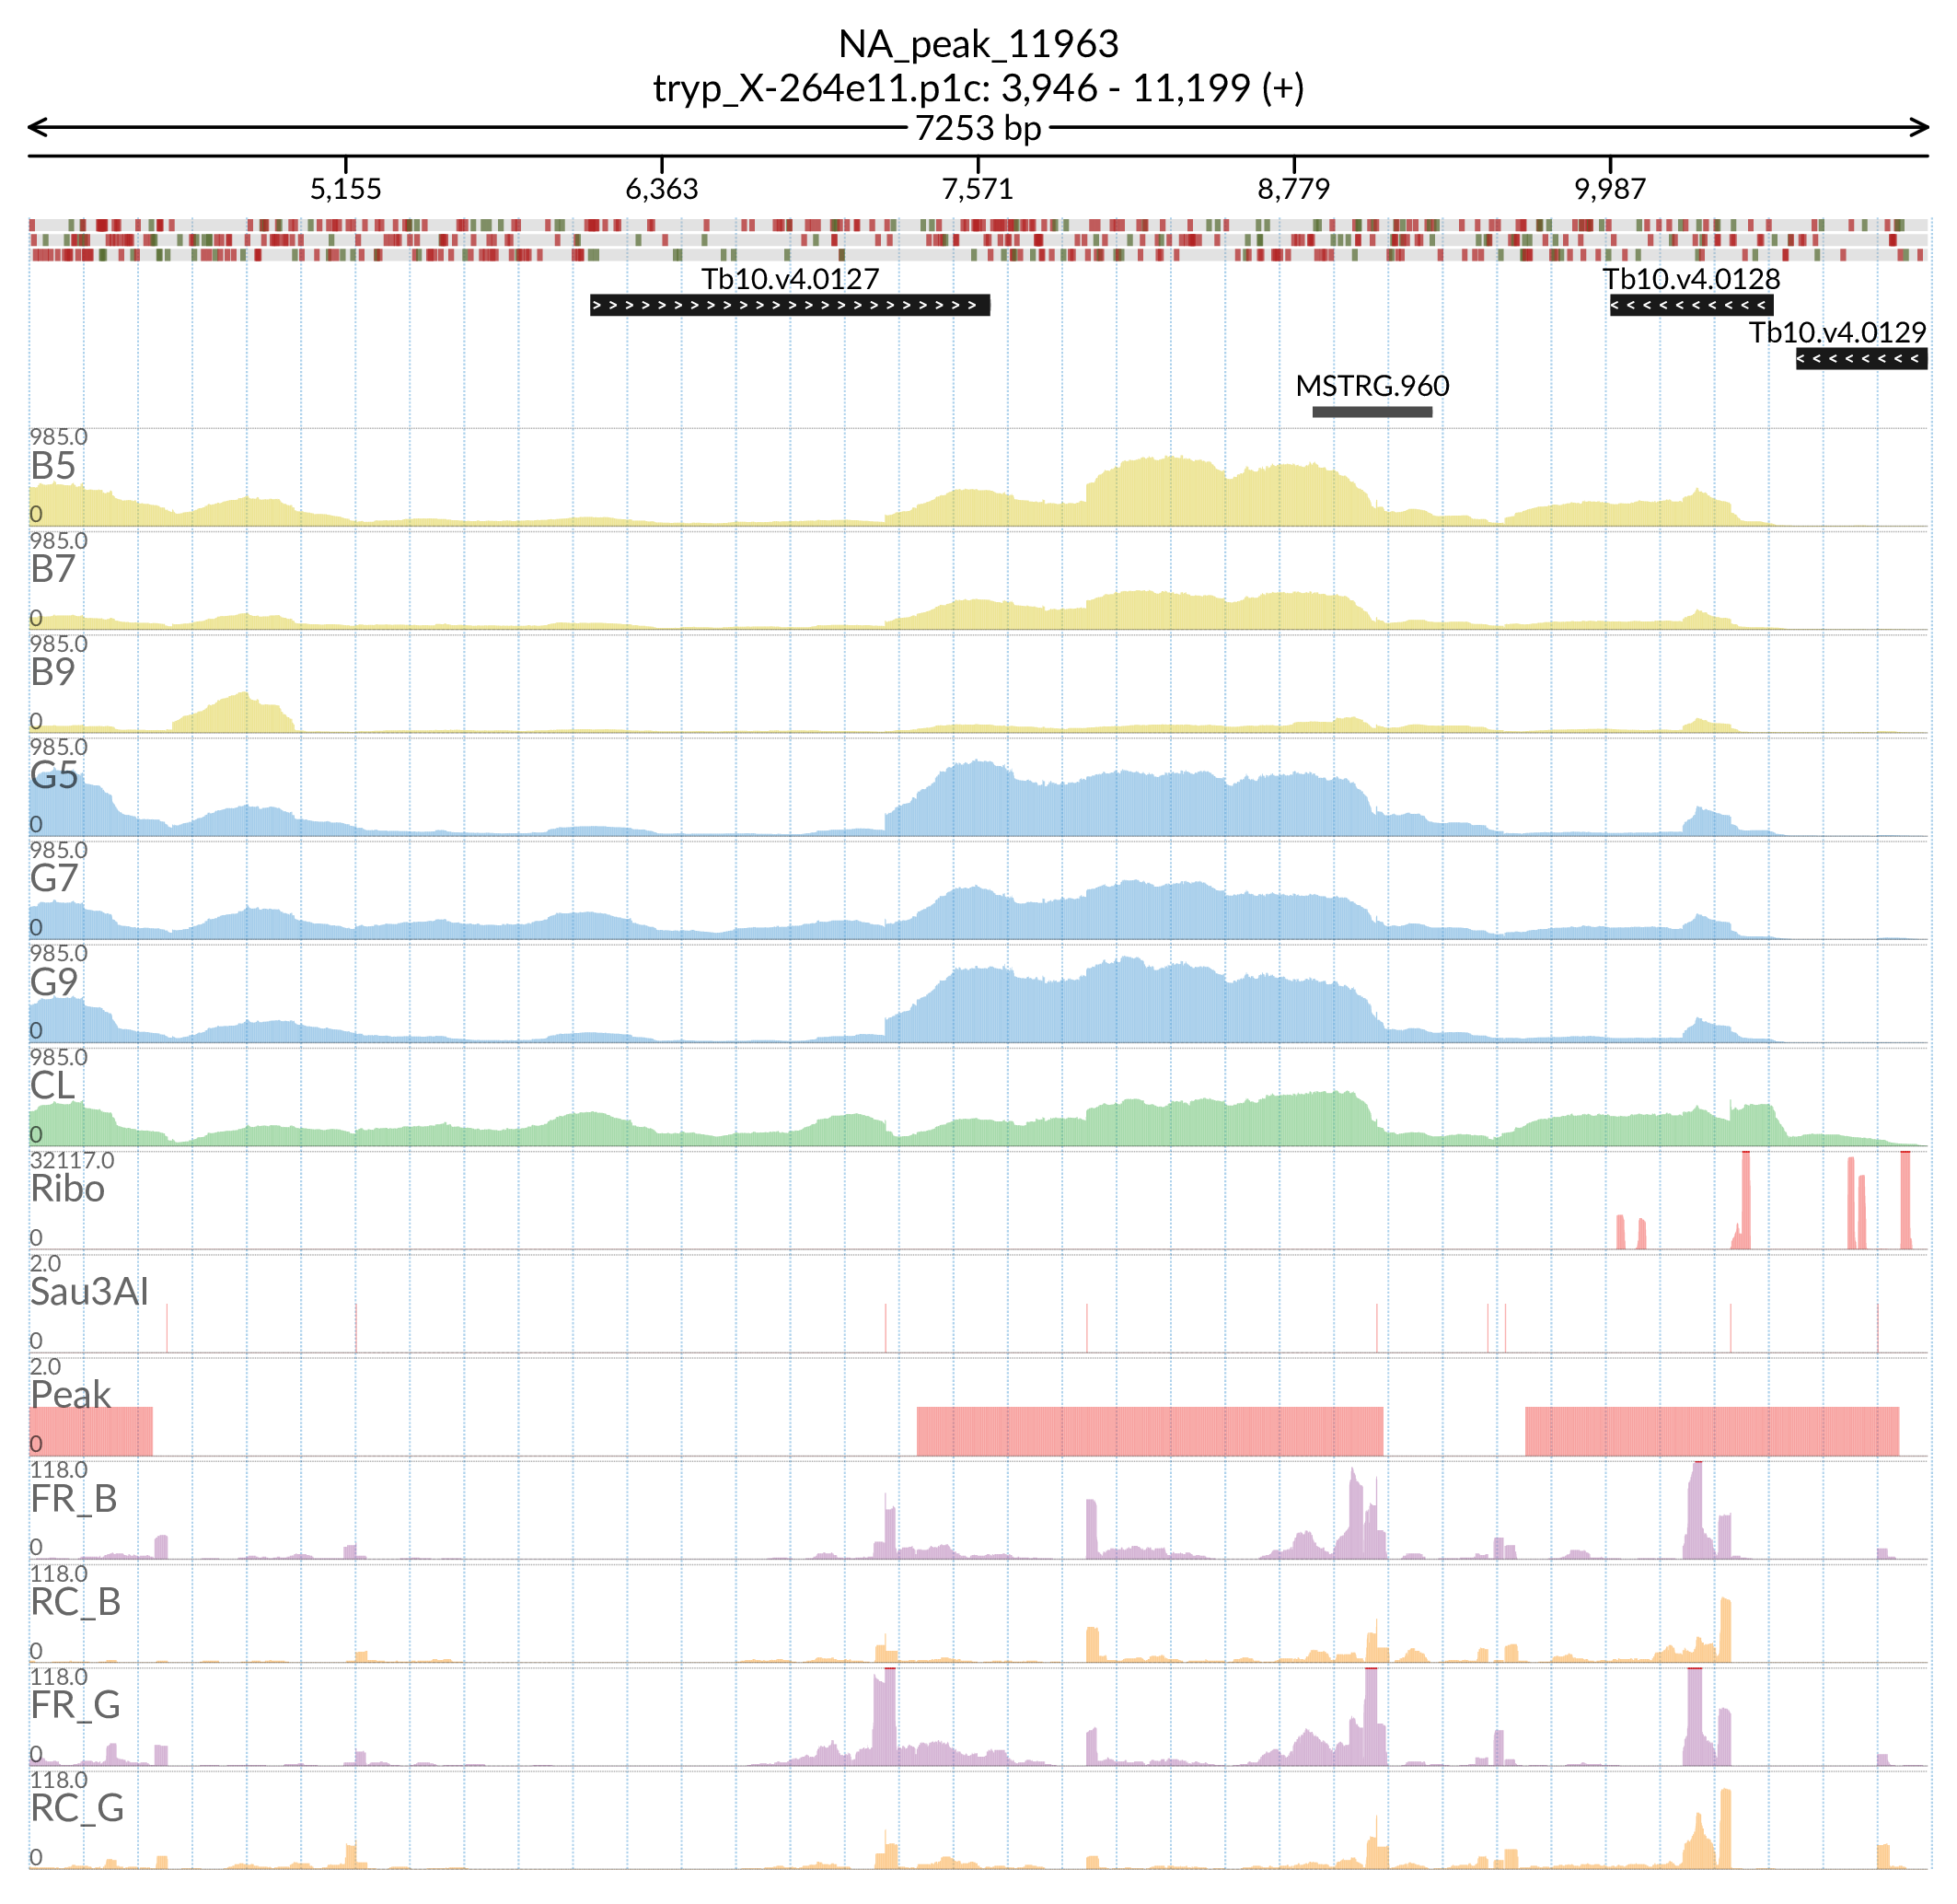 NA_peak_11963
tryp_X-264e11.p1c: 3,946 - 11,199 (+)
7253 bp
5,155 6,363 7,571 8,779 9,987
Tb10.v4.0127 Tb10.v4.0128
Tb10.v4.0129
MSTRG.960
985.0
B5
0
985.0
B7
0
985.0
B9
0
985.0
G5
0
985.0
G7
0
985.0
G9
0
985.0
CL
0
32117.0
Ribo
0
2.0
Sau3AI
0
2.0
Peak
0
118.0
FR_B
0
118.0
RC_B
0
118.0
FR_G
0
118.0
RC_G
0